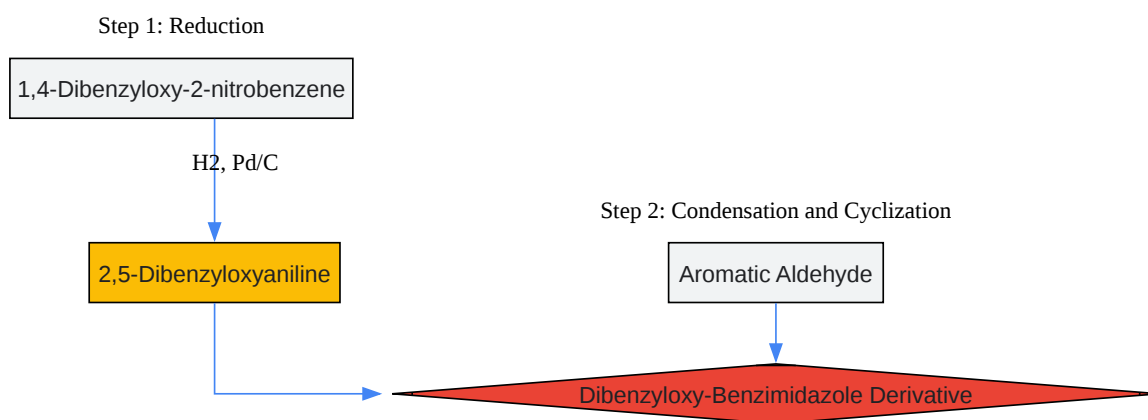 Step 1: Reduction
1,4-Dibenzyloxy-2-nitrobenzene
H2, Pd/C
Step 2: Condensation and Cyclization
2,5-Dibenzyloxyaniline
Aromatic Aldehyde
Dibenzyloxy-Benzimidazole Derivative